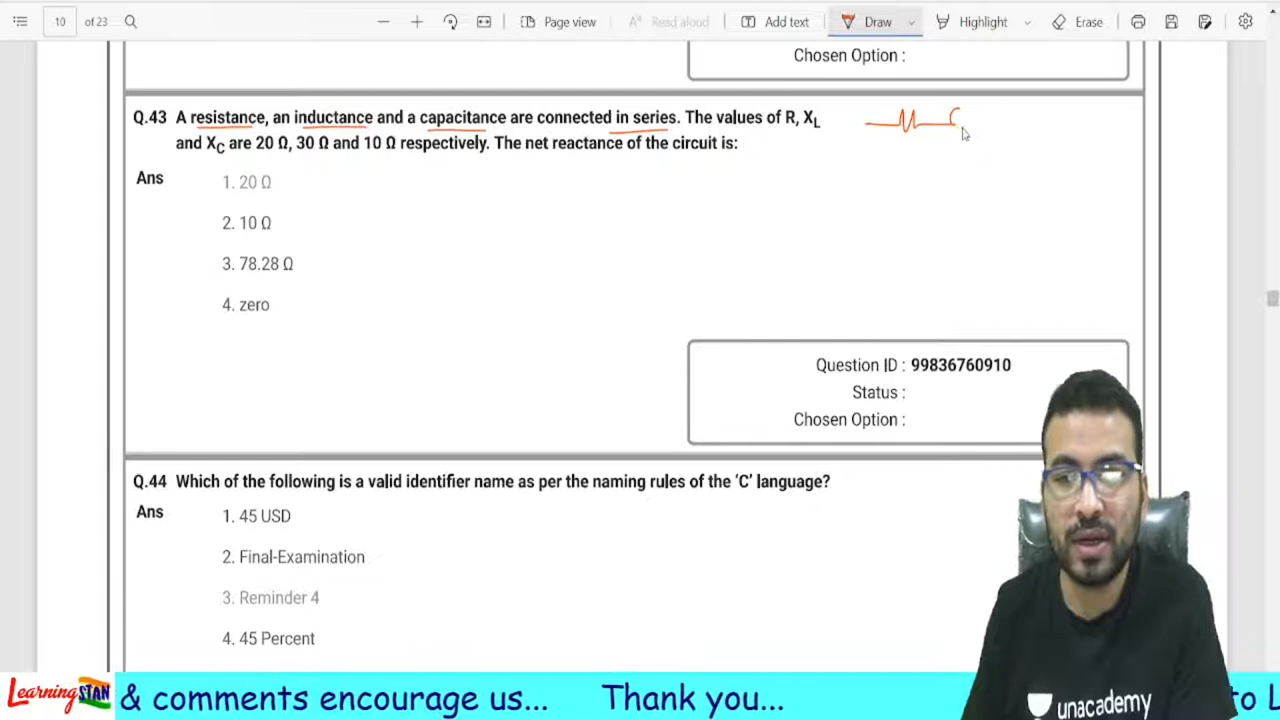 10 of 23
Page view
Read aloud
Add text
Draw
Highlight
Erase
Chosen Option :
Q.43 A resistance, an inductance and a capacitance are connected in series. The values of R, XL
and XC are 20 Ω, 30 Ω and 10 Ω respectively. The net reactance of the circuit is:
Ans
1. 20 Ω
2. 10 Ω
3. 78.28 Ω
4. zero
Question ID : 99836760910
Status :
Chosen Option :
Q.44 Which of the following is a valid identifier name as per the naming rules of the ‘C’ language?
Ans
1. 45 USD
2. Final-Examination
3. Reminder 4
4. 45 Percent
unacademy
Learning STAN
& comments encourage us... Thank you... to L